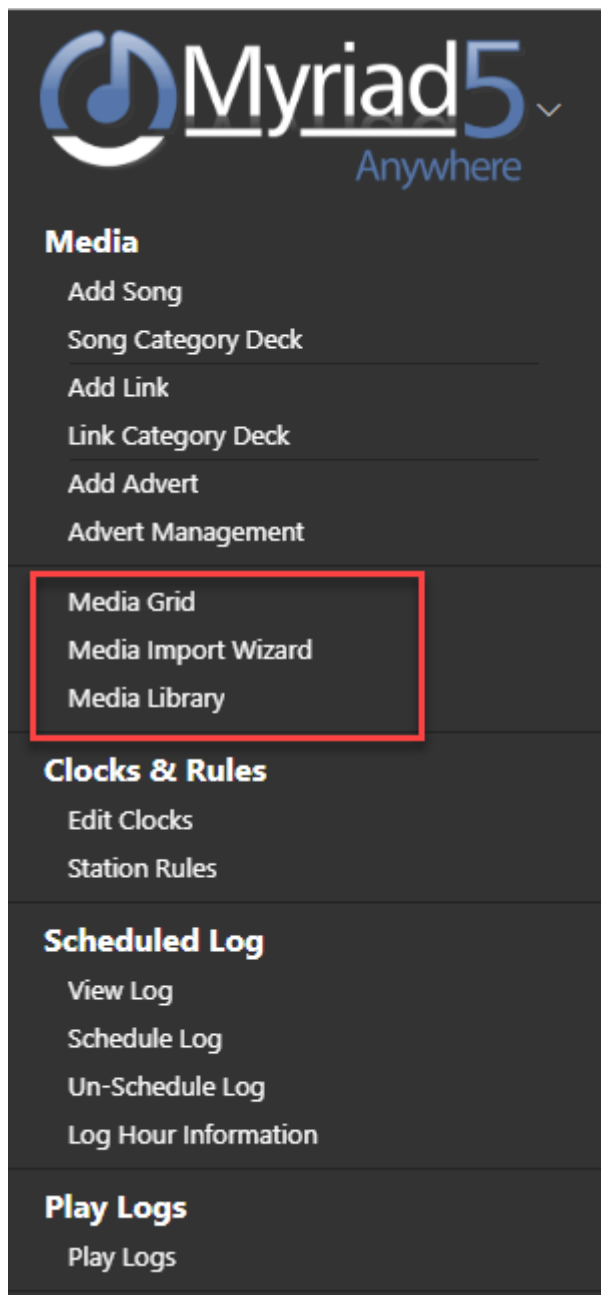 Myriad5
Anywhere
Media
Add Song
Song Category Deck
Add Link
Link Category Deck
Add Advert
Advert Management
Media Grid
Media Import Wizard
Media Library
Clocks & Rules
Edit Clocks
Station Rules
Scheduled Log
View Log
Schedule Log
Un-Schedule Log
Log Hour Information
Play Logs
Play Logs